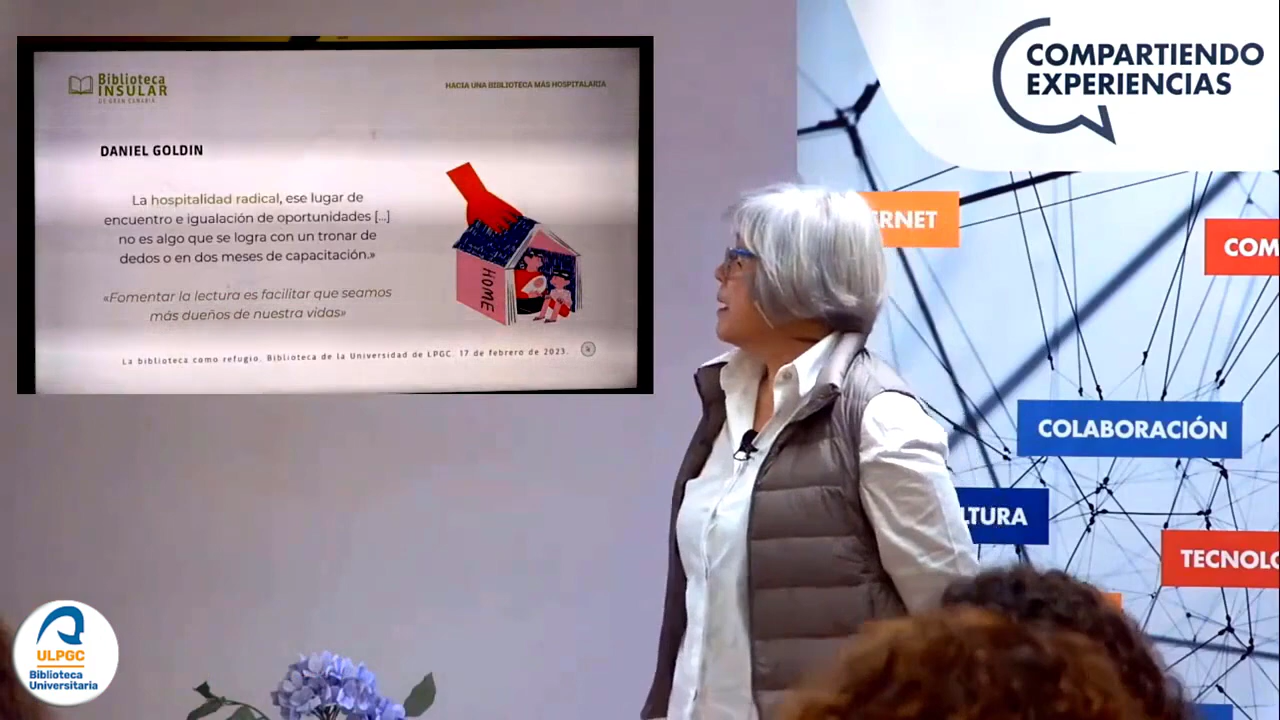 Biblioteca
INSULAR
DE GRAN CANARIA
HACIA UNA BIBLIOTECA MÁS HOSPITALARIA
DANIEL GOLDIN
La hospitalidad radical, ese lugar de
encuentro e igualación de oportunidades [...]
no es algo que se logra con un tronar de
dedos o en dos meses de capacitación.»
«Fomentar la lectura es facilitar que seamos
más dueños de nuestra vidas»
HOME
La biblioteca como refugio. Biblioteca de la Universidad de LPGC. 17 de febrero de 2023.
COMPARTIENDO
EXPERIENCIAS
ERNET
COM
COLABORACIÓN
LTURA
TECNOLO
ULPGC
Biblioteca
Universitaria